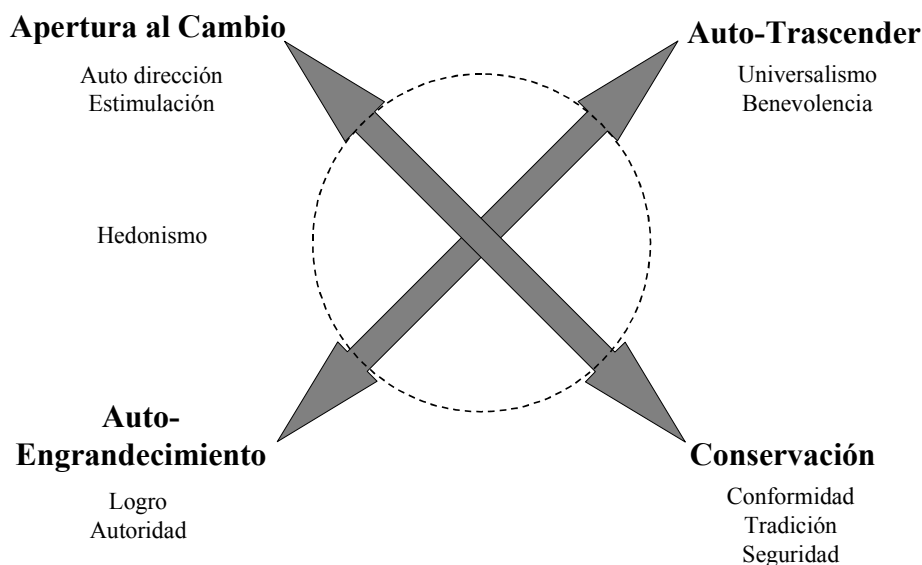 Apertura al Cambio
Auto dirección
Estimulación
Auto-Trascender
Universalismo
Benevolencia
Hedonismo
Auto-
Engrandecimiento
Logro
Autoridad
Conservación
Conformidad
Tradición
Seguridad